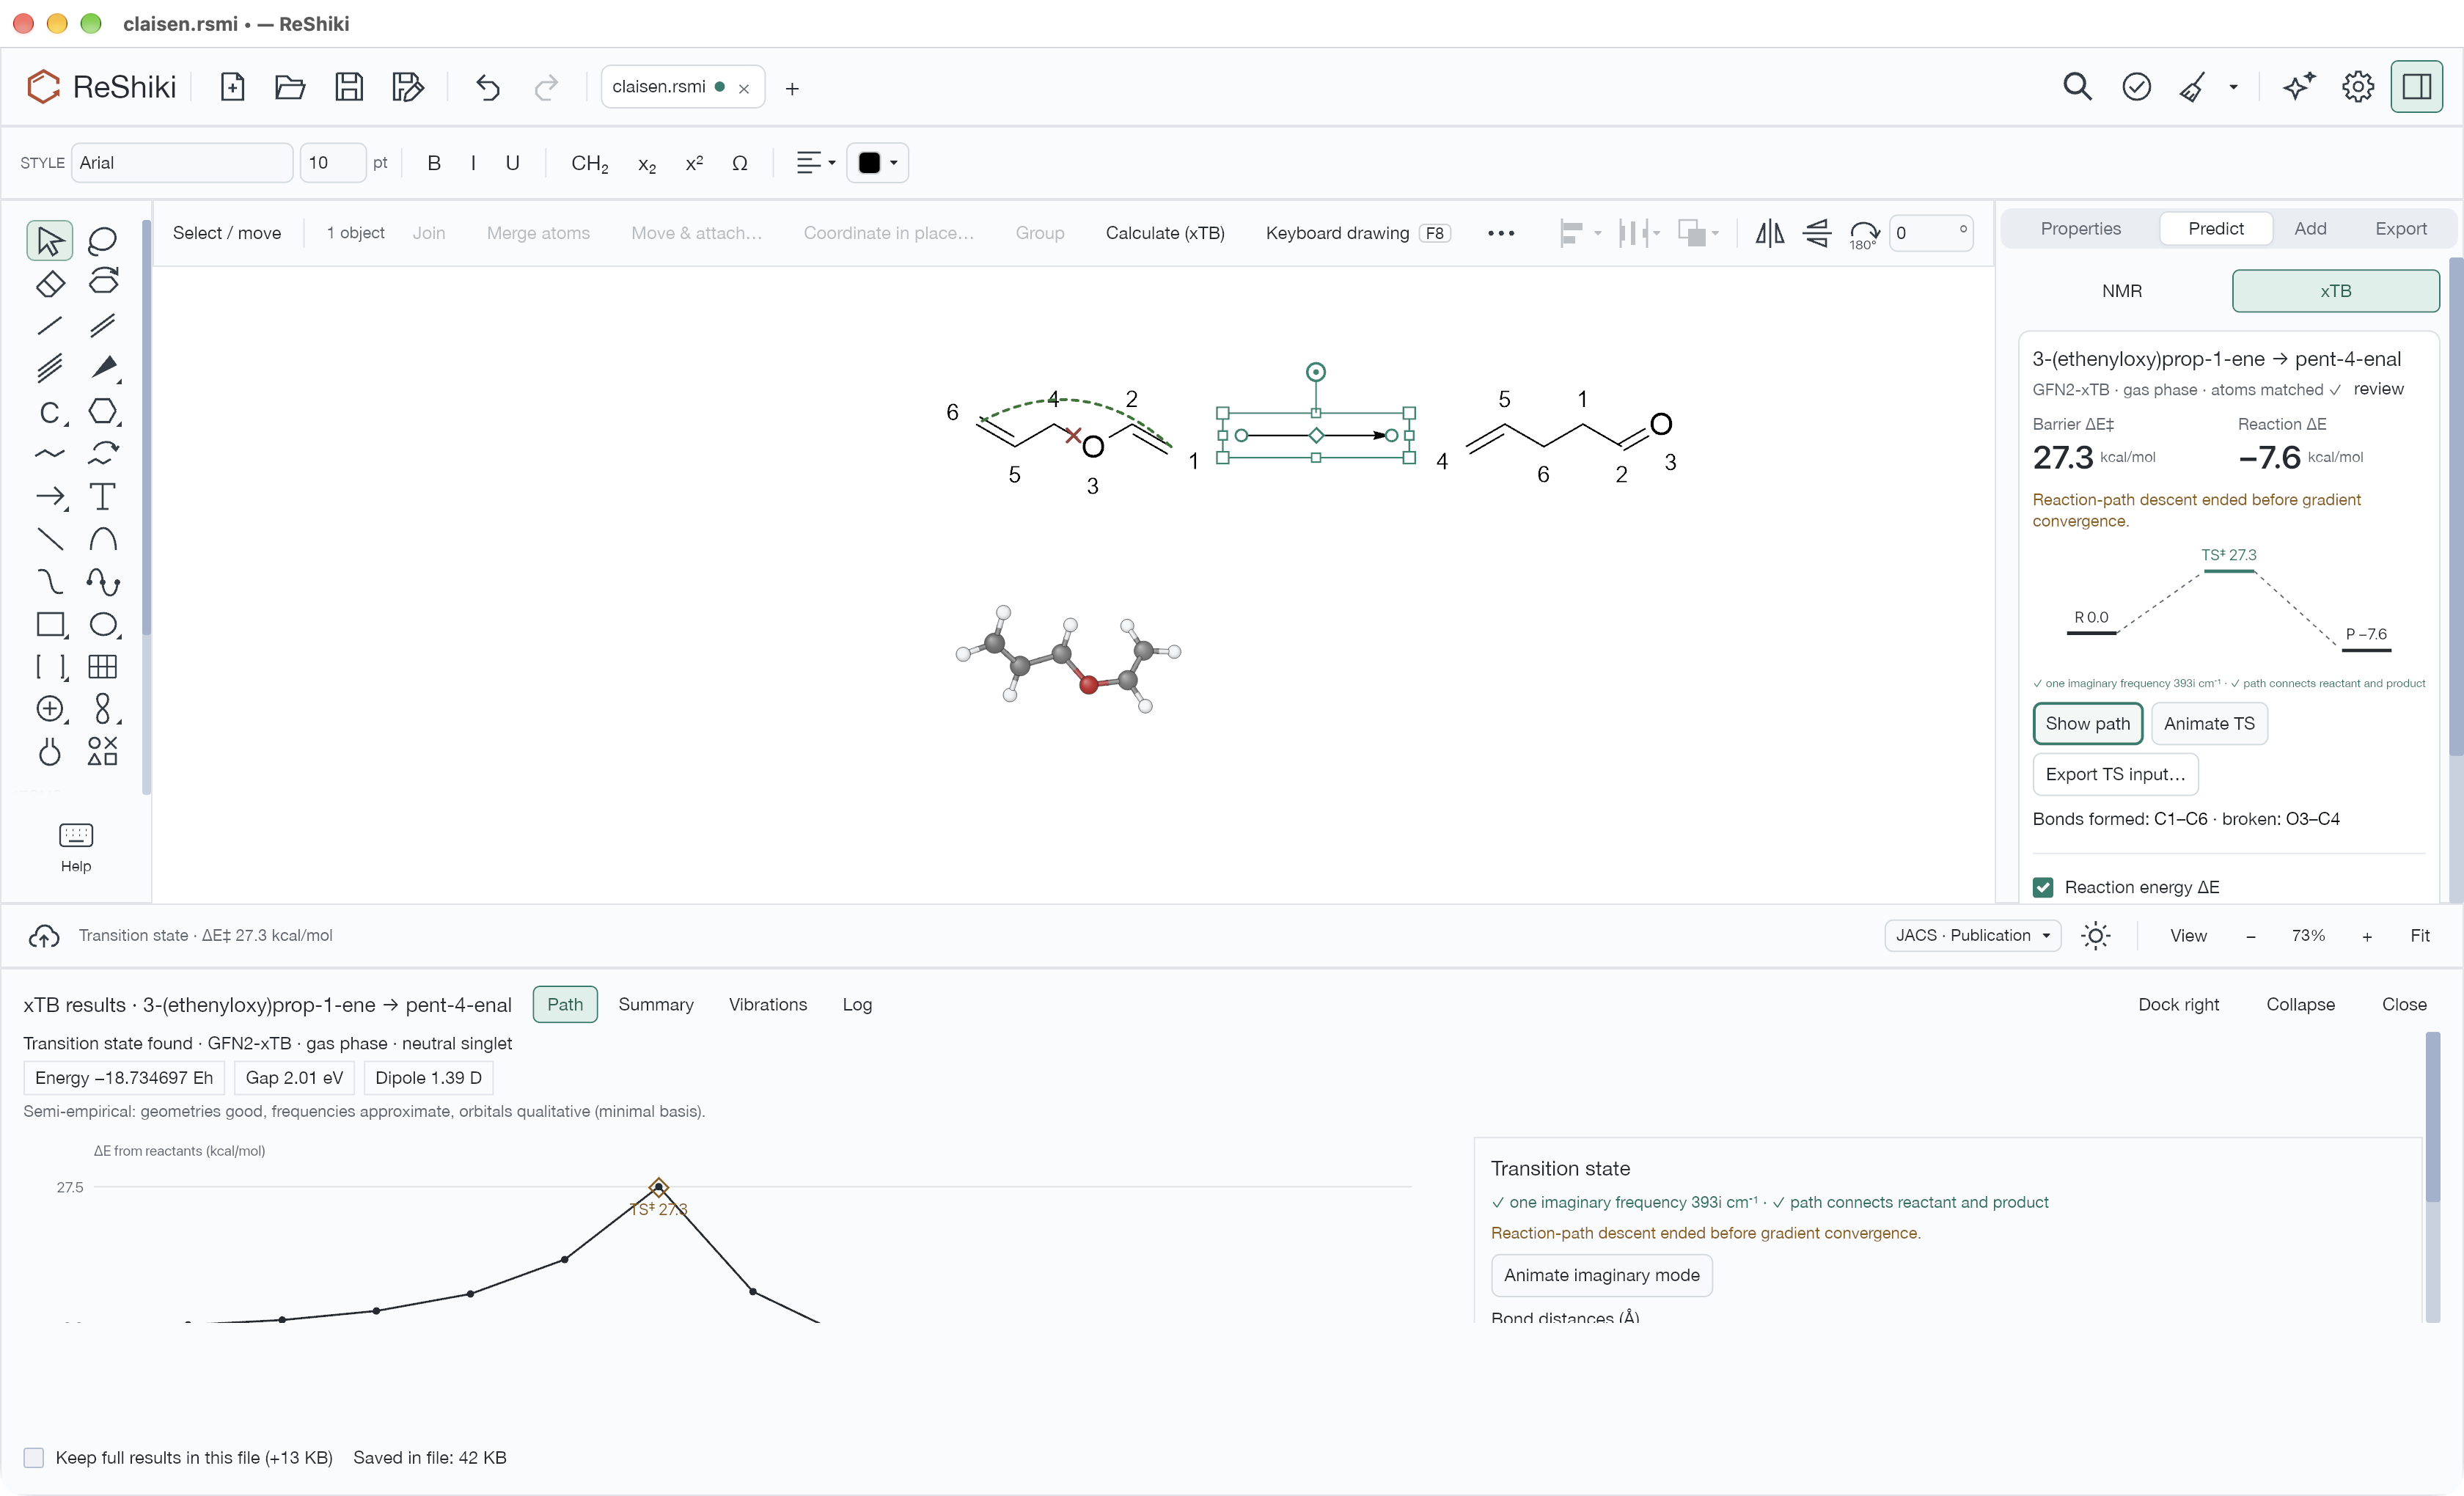 claisen.rsmi • — ReShiki
ReShiki
claisen.rsmi
STYLE Arial 10 pt B I U CH₂ x₂ x² Ω
Select / move 1 object Join Merge atoms Move & attach... Coordinate in place... Group Calculate (xTB) Keyboard drawing F8 180° 0 °
Properties Predict Add Export
NMR xTB
3-(ethenyloxy)prop-1-ene → pent-4-enal
GFN2-xTB · gas phase · atoms matched ✓ review
Barrier ΔE‡ Reaction ΔE
27.3 kcal/mol −7.6 kcal/mol
Reaction-path descent ended before gradient
convergence.
TS‡ 27.3
R 0.0
P −7.6
✓ one imaginary frequency 393i cm⁻¹ · ✓ path connects reactant and product
Show path Animate TS
Export TS input...
Bonds formed: C1–C6 · broken: O3–C4
Reaction energy ΔE
C
T
Help
6 4 2
O
5 3 1
5 1
O
4 6 2 3
Transition state · ΔE‡ 27.3 kcal/mol
JACS · Publication View − 73% + Fit
xTB results · 3-(ethenyloxy)prop-1-ene → pent-4-enal Path Summary Vibrations Log Dock right Collapse Close
Transition state found · GFN2-xTB · gas phase · neutral singlet
Energy −18.734697 Eh Gap 2.01 eV Dipole 1.39 D
Semi-empirical: geometries good, frequencies approximate, orbitals qualitative (minimal basis).
ΔE from reactants (kcal/mol)
27.5
TS‡ 27.3
Transition state
✓ one imaginary frequency 393i cm⁻¹ · ✓ path connects reactant and product
Reaction-path descent ended before gradient convergence.
Animate imaginary mode
Bond distances (Å)
Keep full results in this file (+13 KB) Saved in file: 42 KB